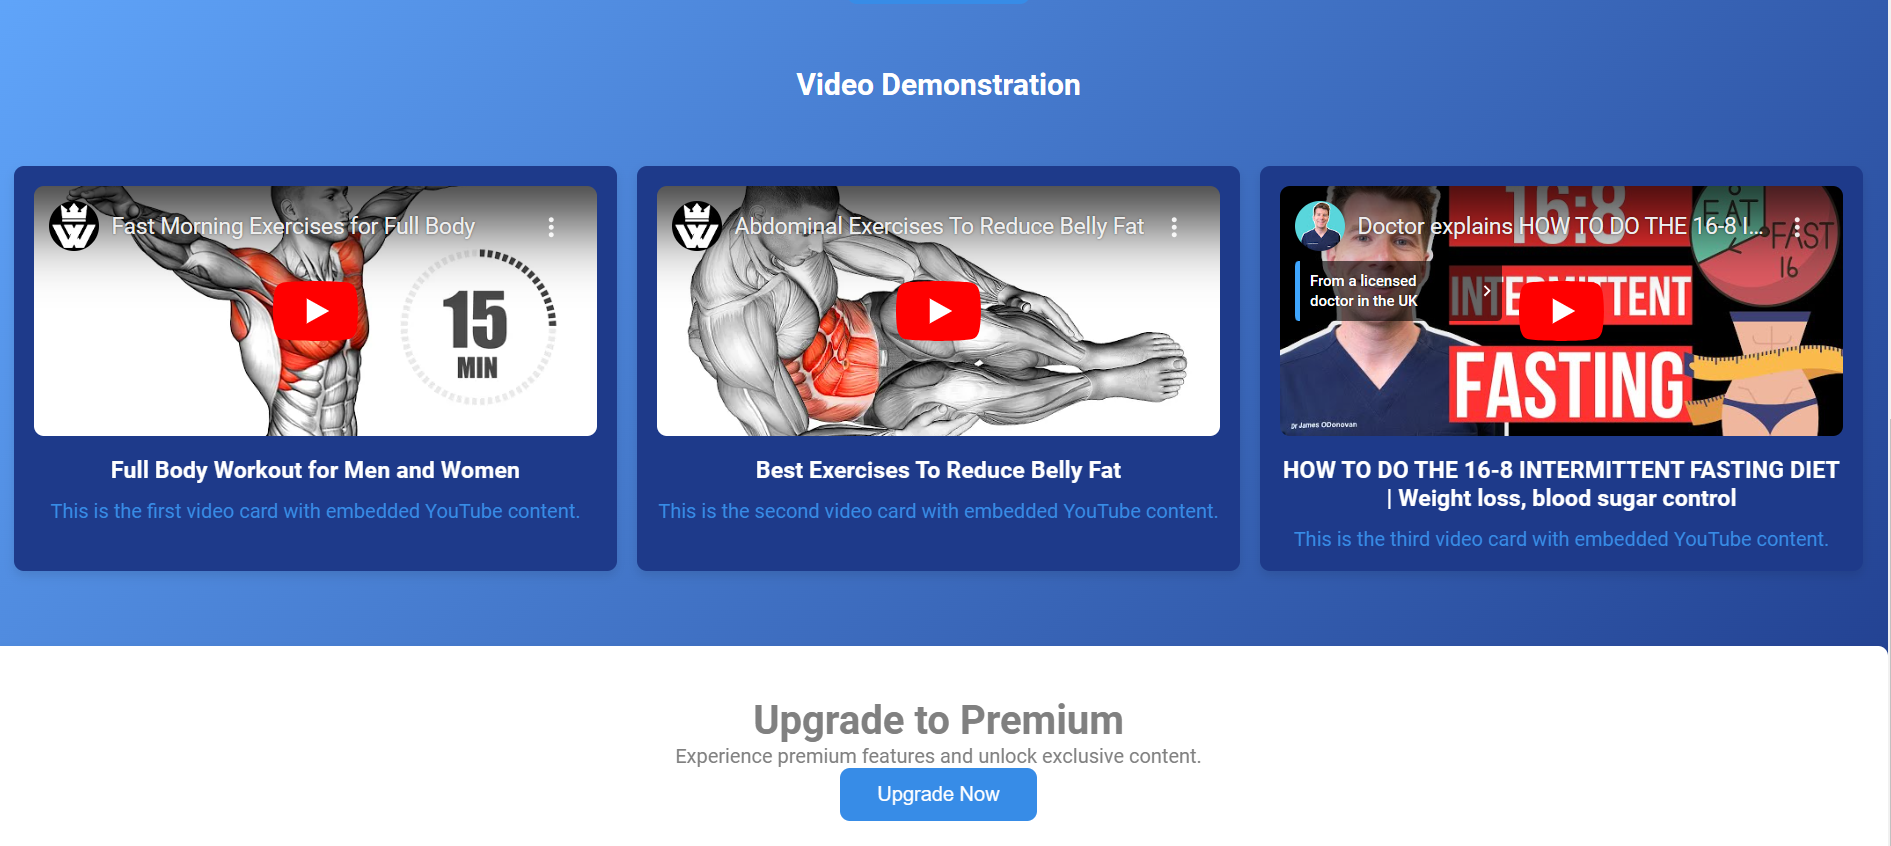 Video Demonstration
Fast Morning Exercises for Full Body
15
MIN
Full Body Workout for Men and Women
This is the first video card with embedded YouTube content.
Abdominal Exercises To Reduce Belly Fat
Best Exercises To Reduce Belly Fat
This is the second video card with embedded YouTube content.
16:8
Doctor explains HOW TO DO THE 16-8 I...
EAT
FAST
16
From a licensed
doctor in the UK
INTERMITTENT
FASTING
Dr James ODonovan
HOW TO DO THE 16-8 INTERMITTENT FASTING DIET
| Weight loss, blood sugar control
This is the third video card with embedded YouTube content.
Upgrade to Premium
Experience premium features and unlock exclusive content.
Upgrade Now